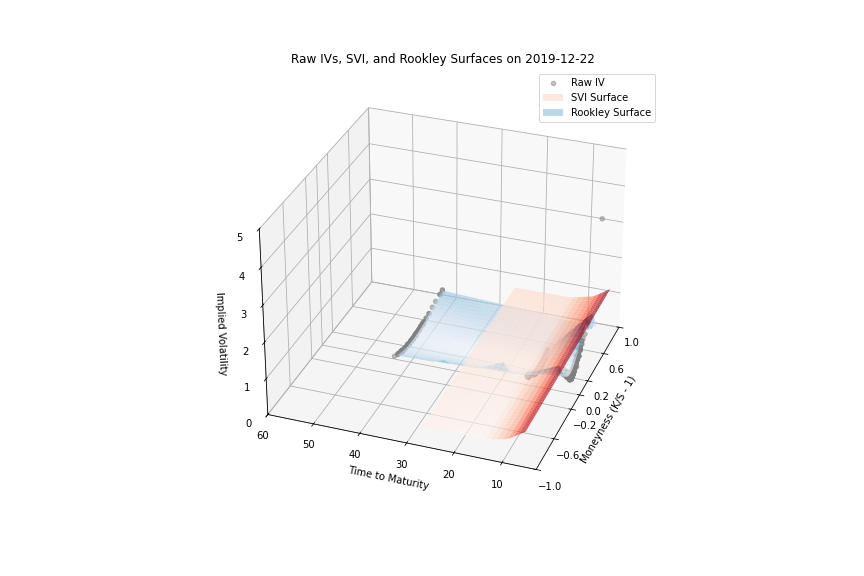 Raw IVs, SVI, and Rookley Surfaces on 2019-12-22
Raw IV
SVI Surface
Rookley Surface
5
4
3
2
1
0
Implied Volatility
60
50
40
30
20
10
Time to Maturity
1.0
0.6
0.2
0.0
−0.2
−0.6
−1.0
Moneyness (K/S - 1)